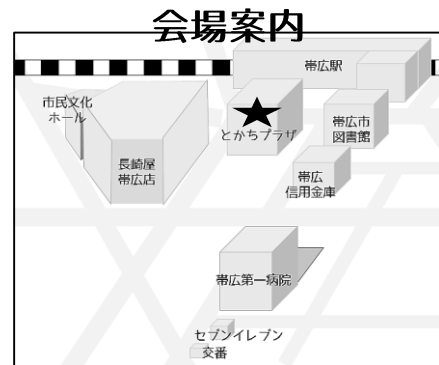 会場案内
帯広駅
市民文化
ホール
とかちプラザ
帯広市
図書館
長崎屋
帯広店
帯広
信用金庫
帯広第一病院
セブンイレブン
交番